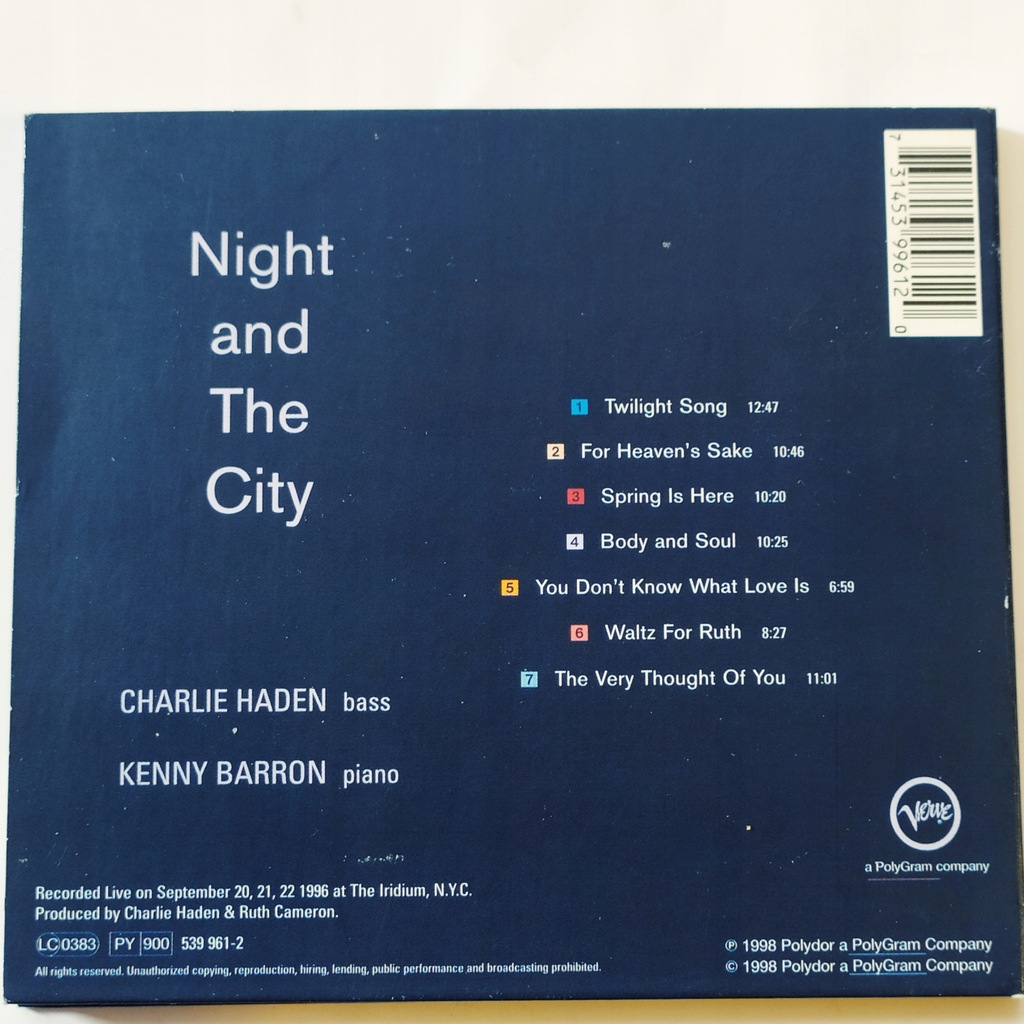 Night
and
The
City
7 31453 99612 0
1 Twilight Song 12:47
2 For Heaven's Sake 10:46
3 Spring Is Here 10:20
4 Body and Soul 10:25
5 You Don't Know What Love Is 6:59
6 Waltz For Ruth 8:27
7 The Very Thought Of You 11:01
CHARLIE HADEN bass
KENNY BARRON piano
Verve
a PolyGram company
Recorded Live on September 20, 21, 22 1996 at The Iridium, N.Y.C.
Produced by Charlie Haden & Ruth Cameron.
LC 0383 PY 900 539 961-2
All rights reserved. Unauthorized copying, reproduction, hiring, lending, public performance and broadcasting prohibited.
℗ 1998 Polydor a PolyGram Company
© 1998 Polydor a PolyGram Company